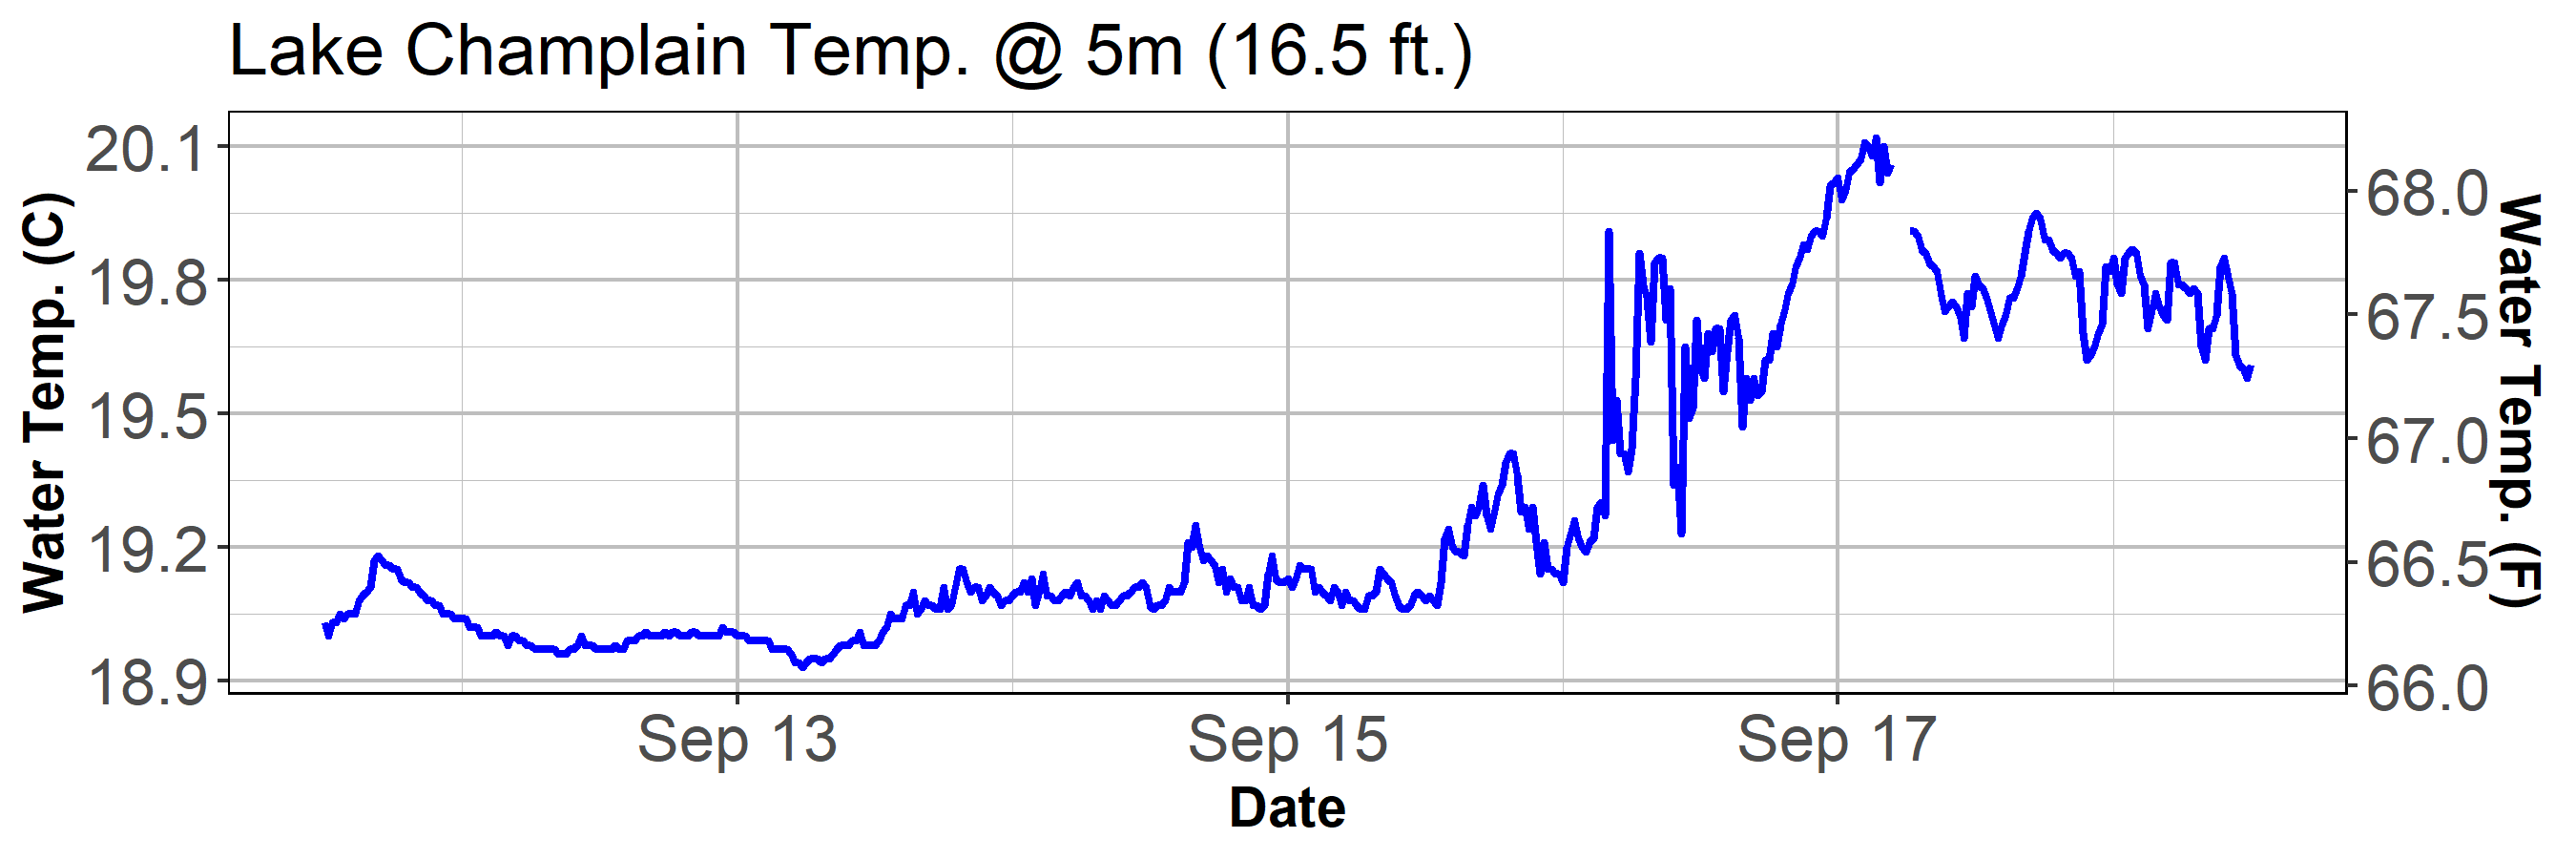 Lake Champlain Temp. @ 5m (16.5 ft.)
Water Temp. (C)
20.1
19.8
19.5
19.2
18.9
68.0
67.5
67.0
66.5
66.0
Water Temp. (F)
Sep 13 Sep 15 Sep 17
Date